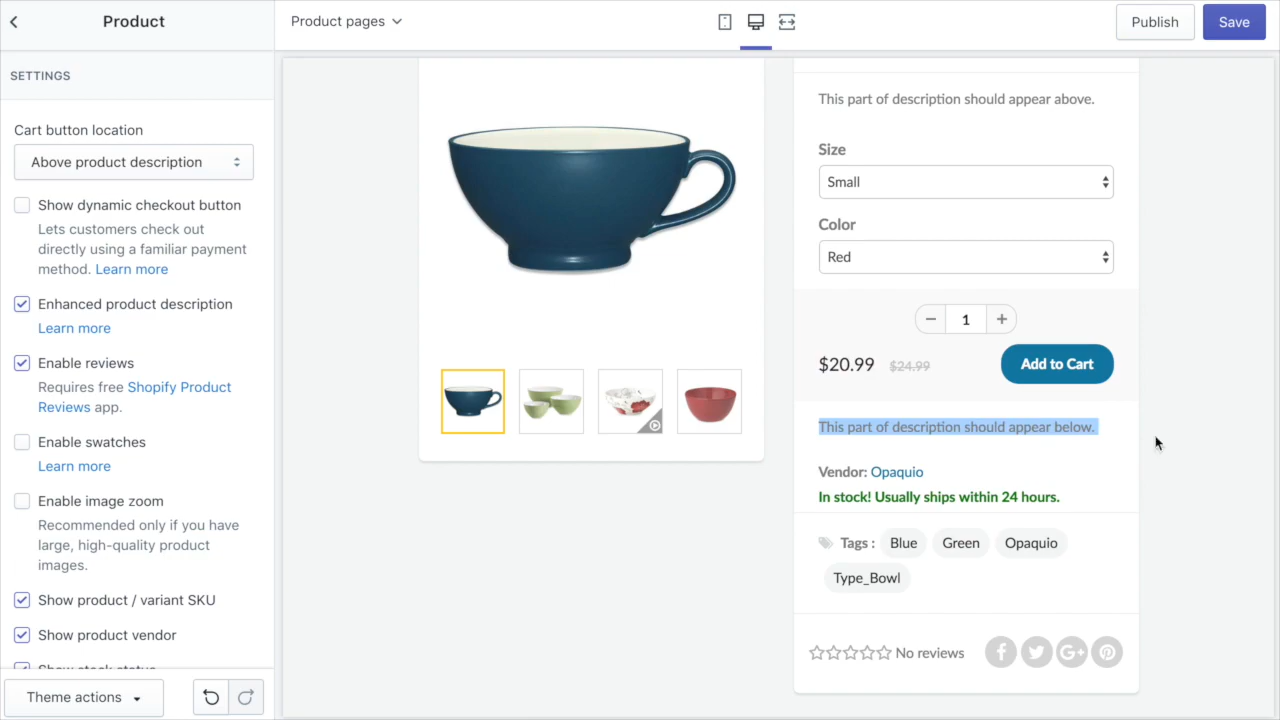 Product
Product pages
Publish
Save
SETTINGS
Cart button location
Above product description
Show dynamic checkout button
Lets customers check out
directly using a familiar payment
method. Learn more
Enhanced product description
Learn more
Enable reviews
Requires free Shopify Product
Reviews app.
Enable swatches
Learn more
Enable image zoom
Recommended only if you have
large, high-quality product
images.
Show product / variant SKU
Show product vendor
Show stock status
Theme actions
This part of description should appear above.
Size
Small
Color
Red
1
$20.99 $24.99
Add to Cart
This part of description should appear below.
Vendor: Opaquio
In stock! Usually ships within 24 hours.
Tags : Blue Green Opaquio
Type_Bowl
No reviews